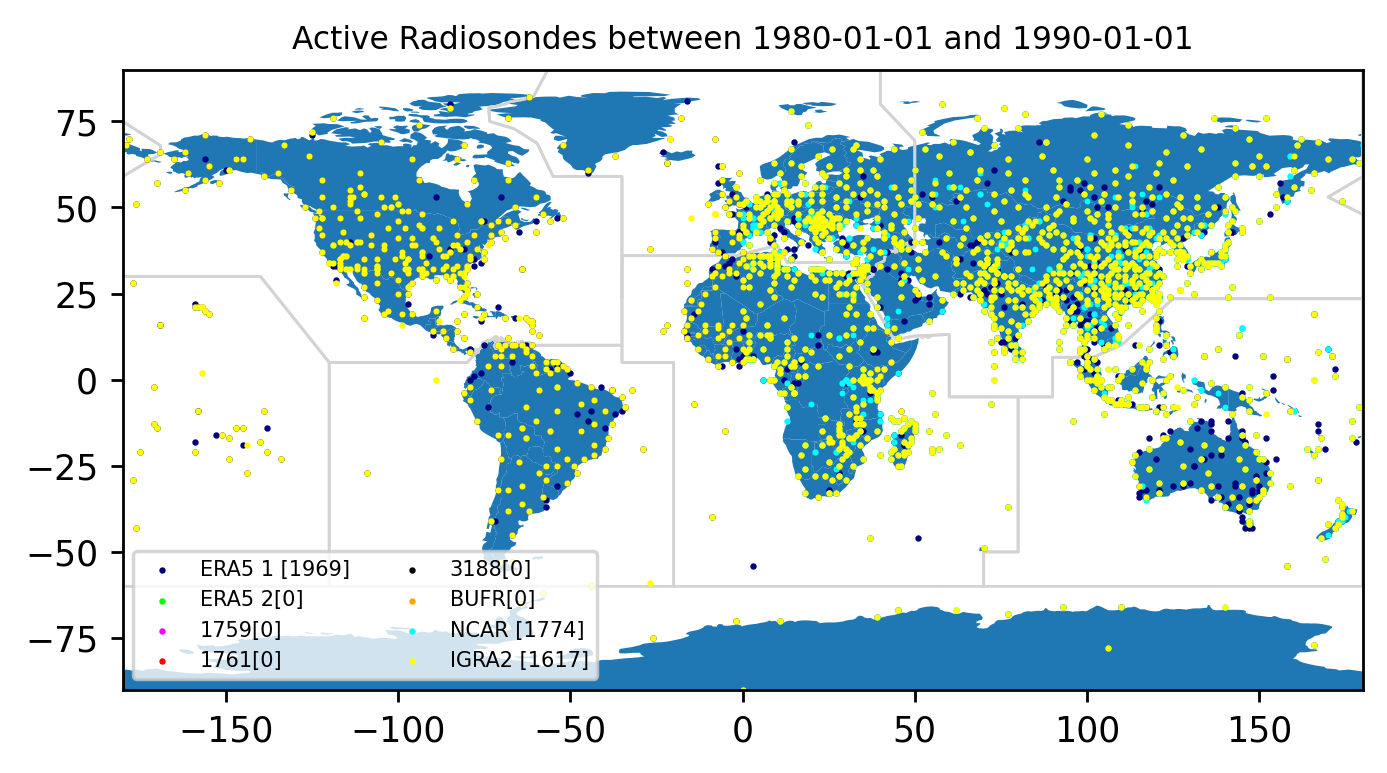 Active Radiosondes between 1980-01-01 and 1990-01-01
75
50
25
0
−25
−50
−75
ERA5 1 [1969]
ERA5 2[0]
1759[0]
1761[0]
3188[0]
BUFR[0]
NCAR [1774]
IGRA2 [1617]
−150 −100 −50 0 50 100 150